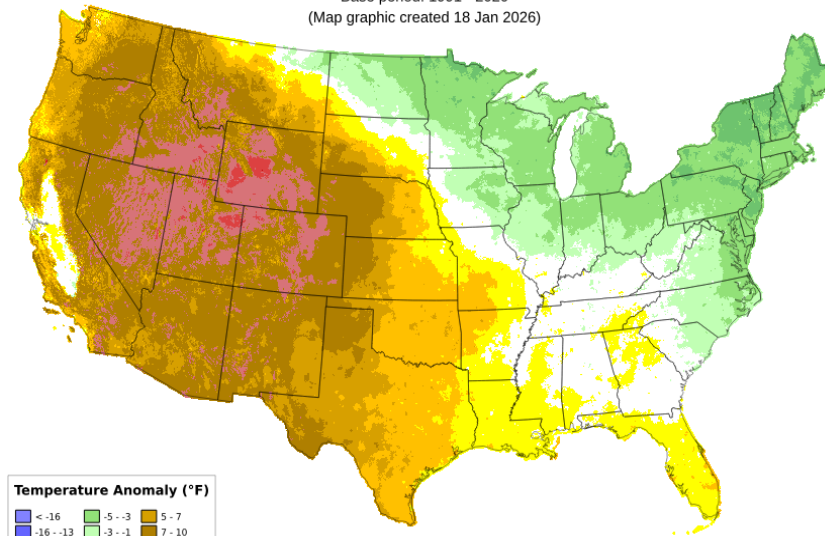 (Map graphic created 18 Jan 2026)
Temperature Anomaly (°F)
< -16 -5 - -3 5 - 7
-16 - -13 -3 - -1 7 - 10